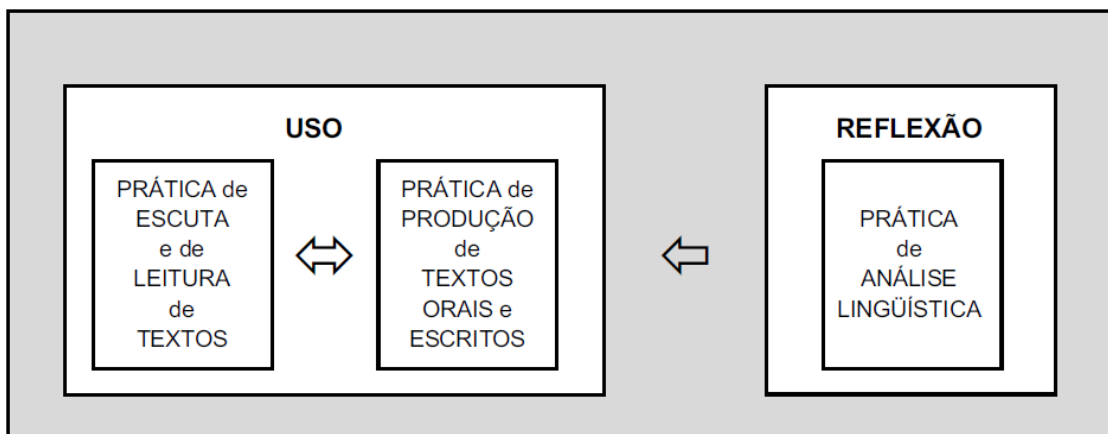 USO
PRÁTICA de
ESCUTA
e de
LEITURA
de
TEXTOS
PRÁTICA de
PRODUÇÃO
de
TEXTOS
ORAIS e
ESCRITOS
REFLEXÃO
PRÁTICA
de
ANÁLISE
LINGÜÍSTICA